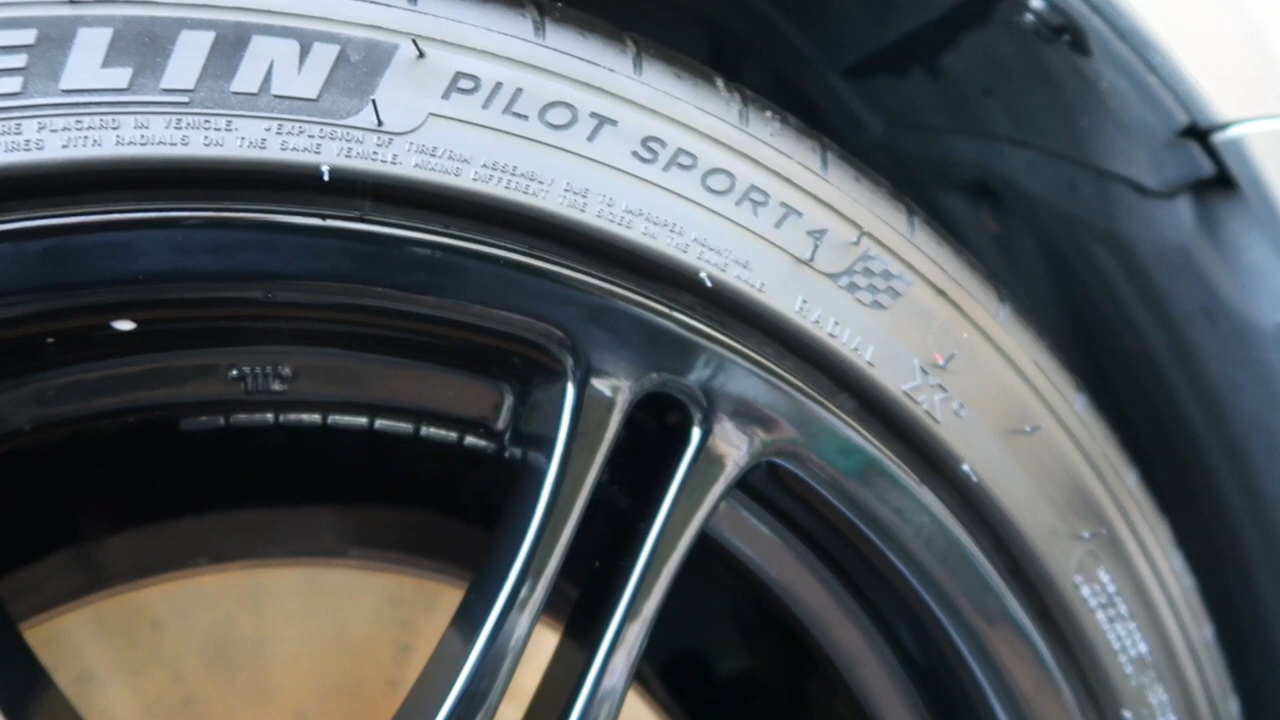 ELIN
PILOT SPORT 4
RE PLACARD IN VEHICLE. •EXPLOSION OF TIRE/RIM ASSEMBLY DUE TO IMPROPER MOUNTING.
TIRES WITH RADIALS ON THE SAME VEHICLE. MIXING DIFFERENT TIRE SIZES ON THE SAME AXLE.
RADIAL